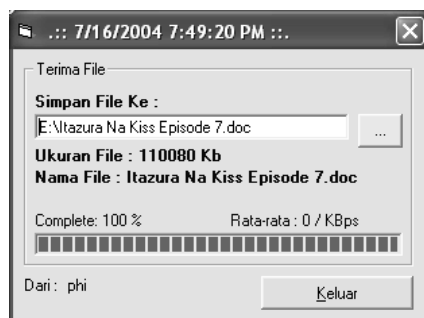 .:: 7/16/2004 7:49:20 PM ::.
Terima File
Simpan File Ke :
E:\Itazura Na Kiss Episode 7.doc
...
Ukuran File : 110080 Kb
Nama File : Itazura Na Kiss Episode 7.doc
Complete: 100 % Rata-rata : 0 / KBps
Dari : phi
Keluar